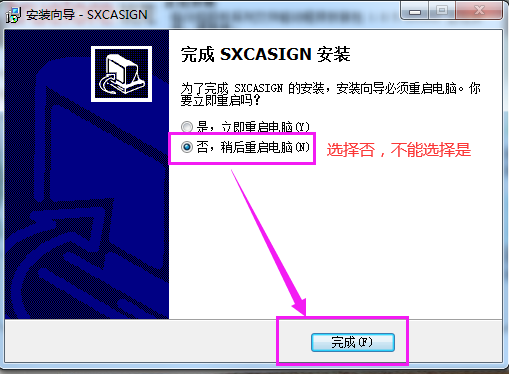 安装向导 - SXCASIGN
完成 SXCASIGN 安装
为了完成 SXCASIGN 的安装，安装向导必须重启电脑。你
要立即重启吗？
是，立即重启电脑(Y)
否，稍后重启电脑(N)
选择否，不能选择是
完成(F)